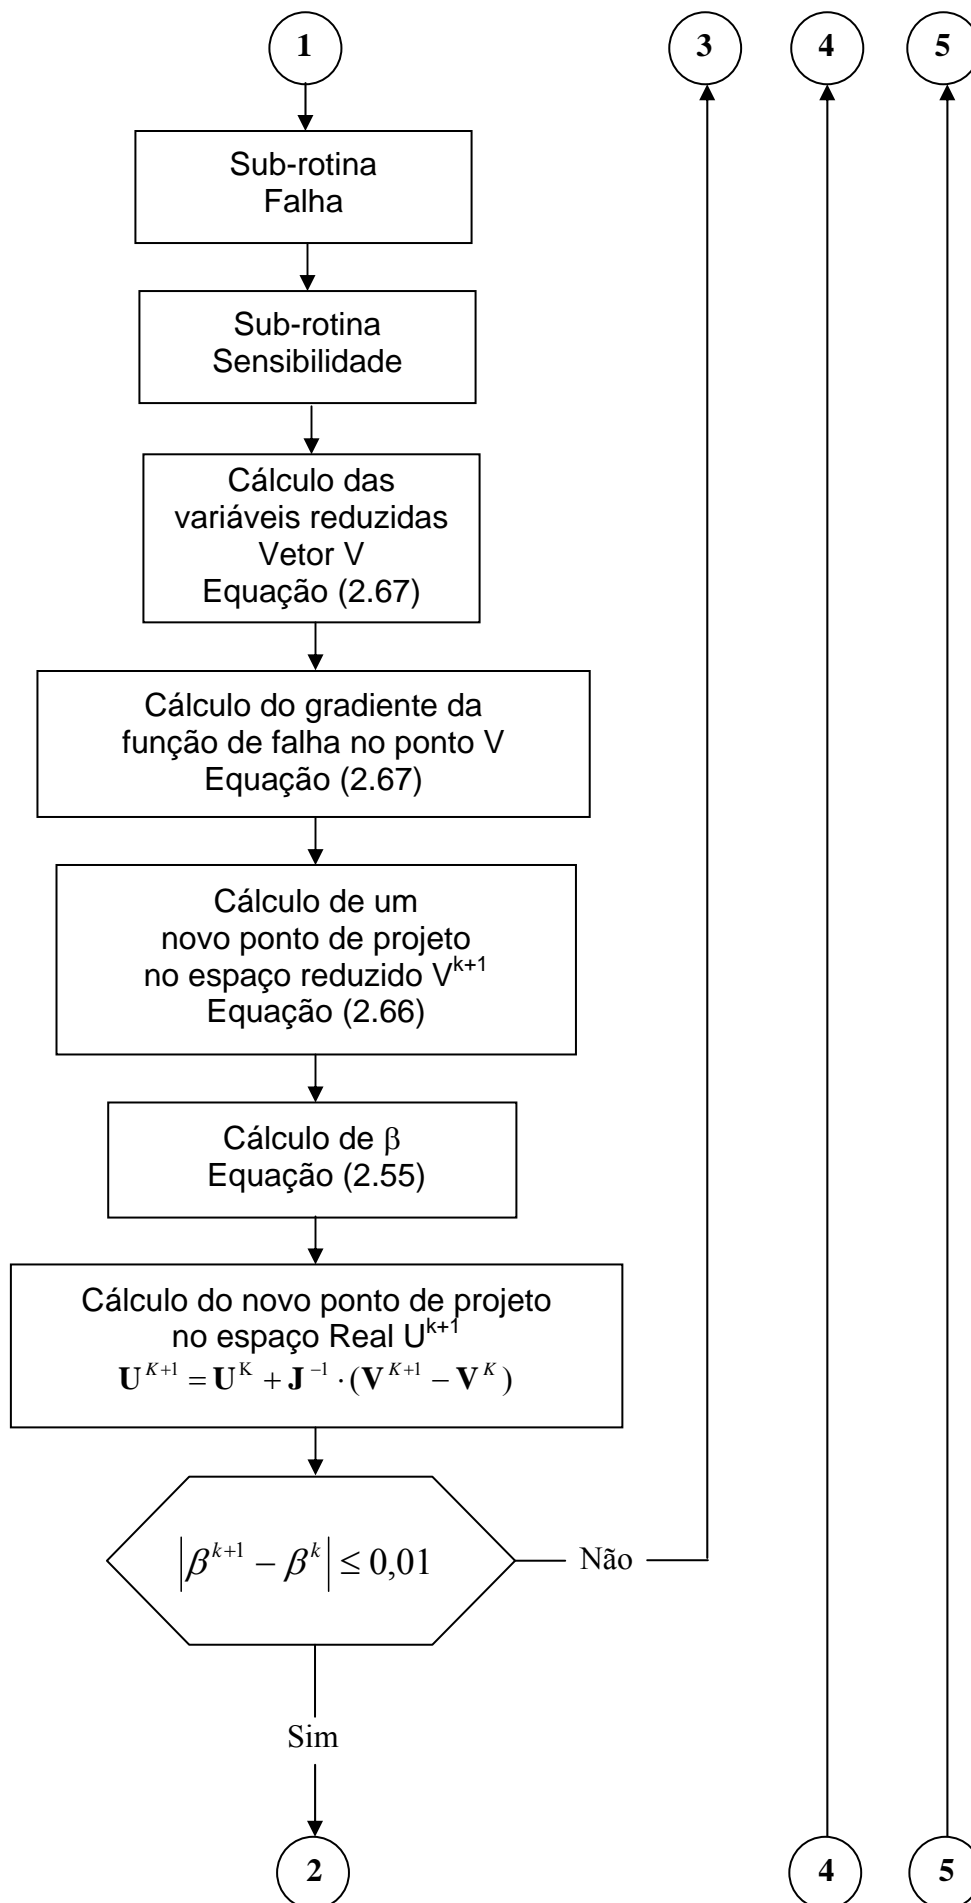 1
3
4
5
Sub-rotina
Falha
Sub-rotina
Sensibilidade
Cálculo das
variáveis reduzidas
Vetor V
Equação (2.67)
Cálculo do gradiente da
função de falha no ponto V
Equação (2.67)
Cálculo de um
novo ponto de projeto
no espaço reduzido V^{k+1}
Equação (2.66)
Cálculo de β
Equação (2.55)
Cálculo do novo ponto de projeto
no espaço Real U^{k+1}
U^{K+1} = U^{K} + J^{-1} · (V^{K+1} − V^{K})
|β^{k+1} − β^{k}| ≤ 0,01
Não
Sim
2
4
5